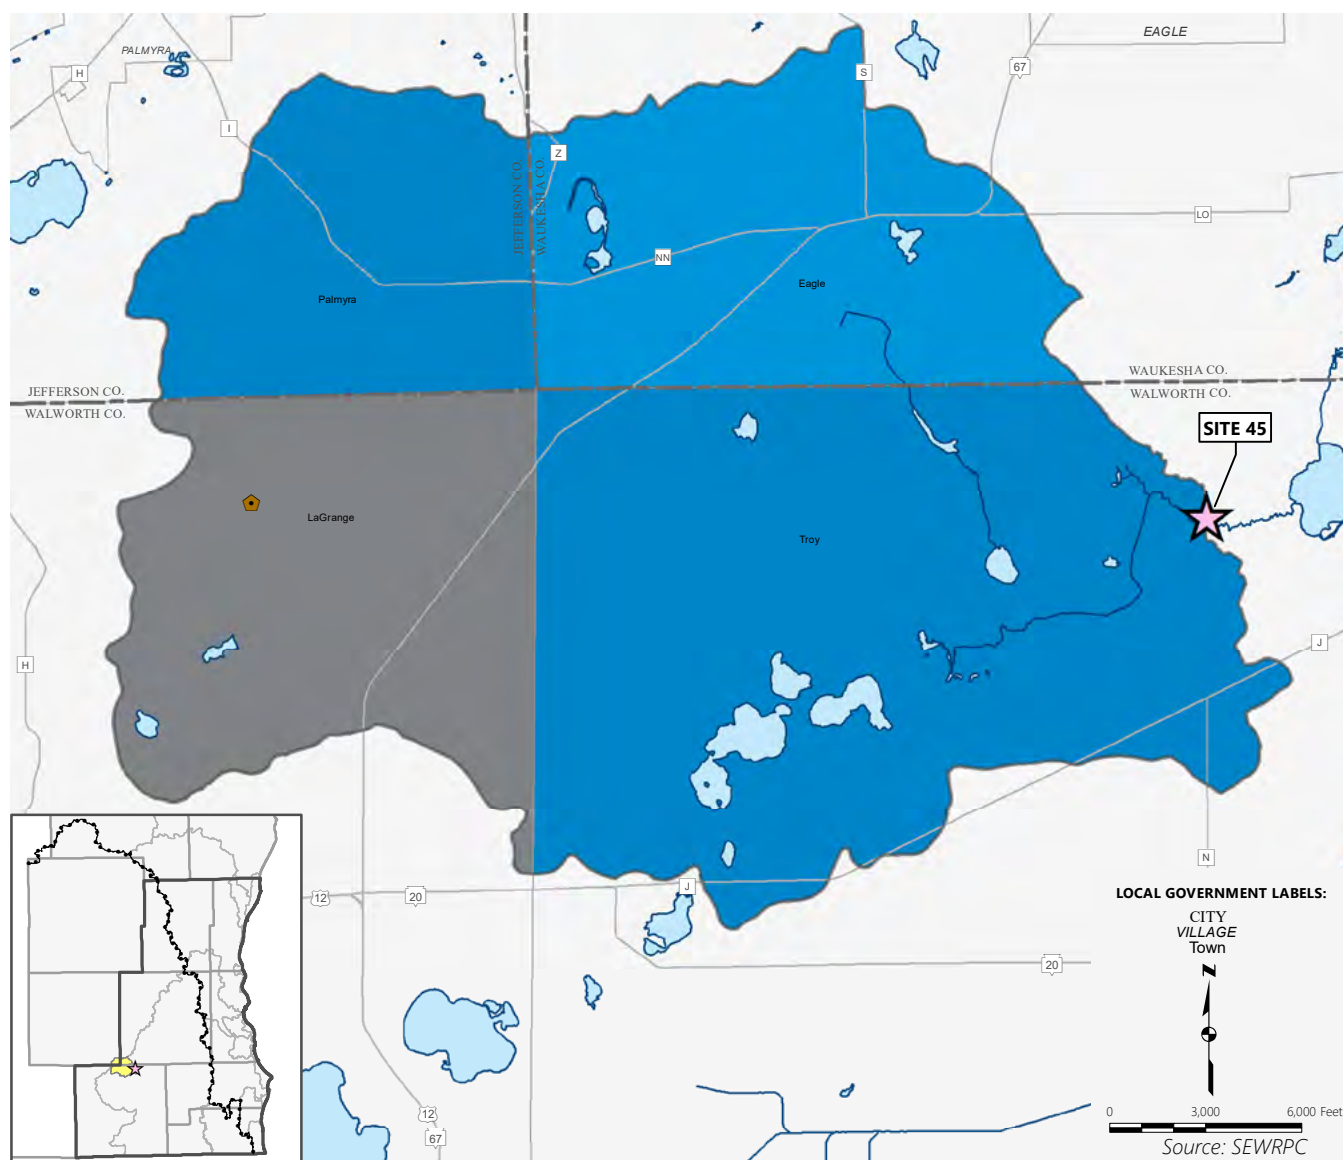 PALMYRA
EAGLE
H
S
67
I
Z
JEFFERSON CO.
WAUKESHA CO.
LO
NN
Eagle
Palmyra
JEFFERSON CO.
WALWORTH CO.
WAUKESHA CO.
WALWORTH CO.
SITE 45
LaGrange
Troy
H
J
N
J
12
20
20
12
67
LOCAL GOVERNMENT LABELS:
CITY
VILLAGE
Town
N
0 3,000 6,000 Feet
Source: SEWRPC